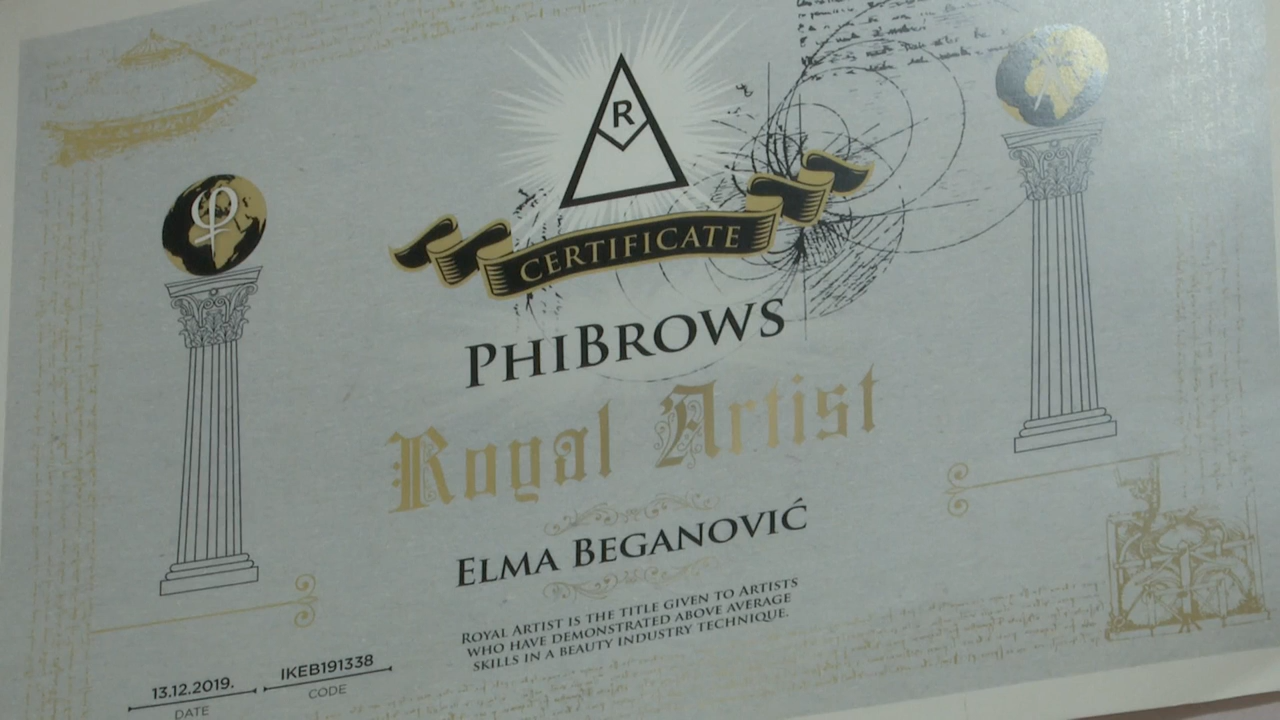 R
CERTIFICATE
φ
PHIBROWS
Royal Artist
ELMA BEGANOVIĆ
ROYAL ARTIST IS THE TITLE GIVEN TO ARTISTS
WHO HAVE DEMONSTRATED ABOVE AVERAGE
SKILLS IN A BEAUTY INDUSTRY TECHNIQUE.
13.12.2019. IKEB191338
DATE CODE